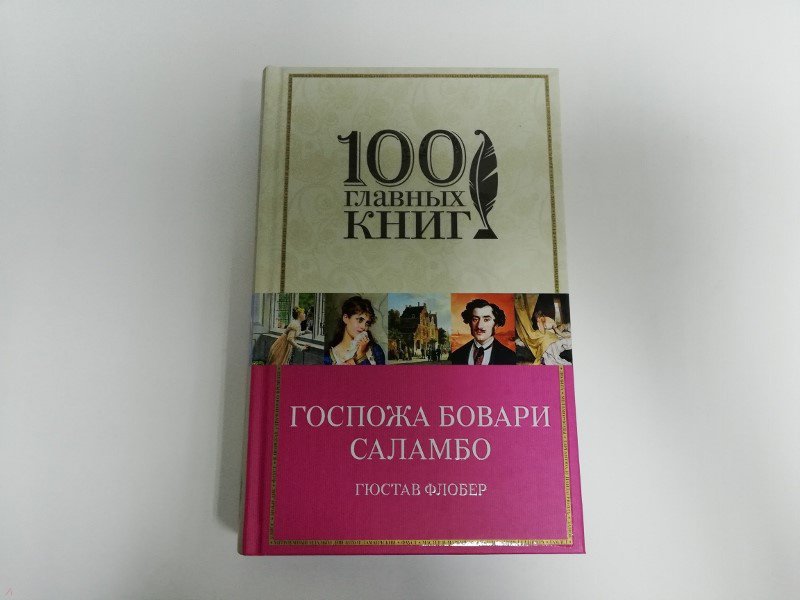 100
ГЛАВНЫХ
КНИГ
ГОСПОЖА БОВАРИ
САЛАМБО
ГЮСТАВ ФЛОБЕР